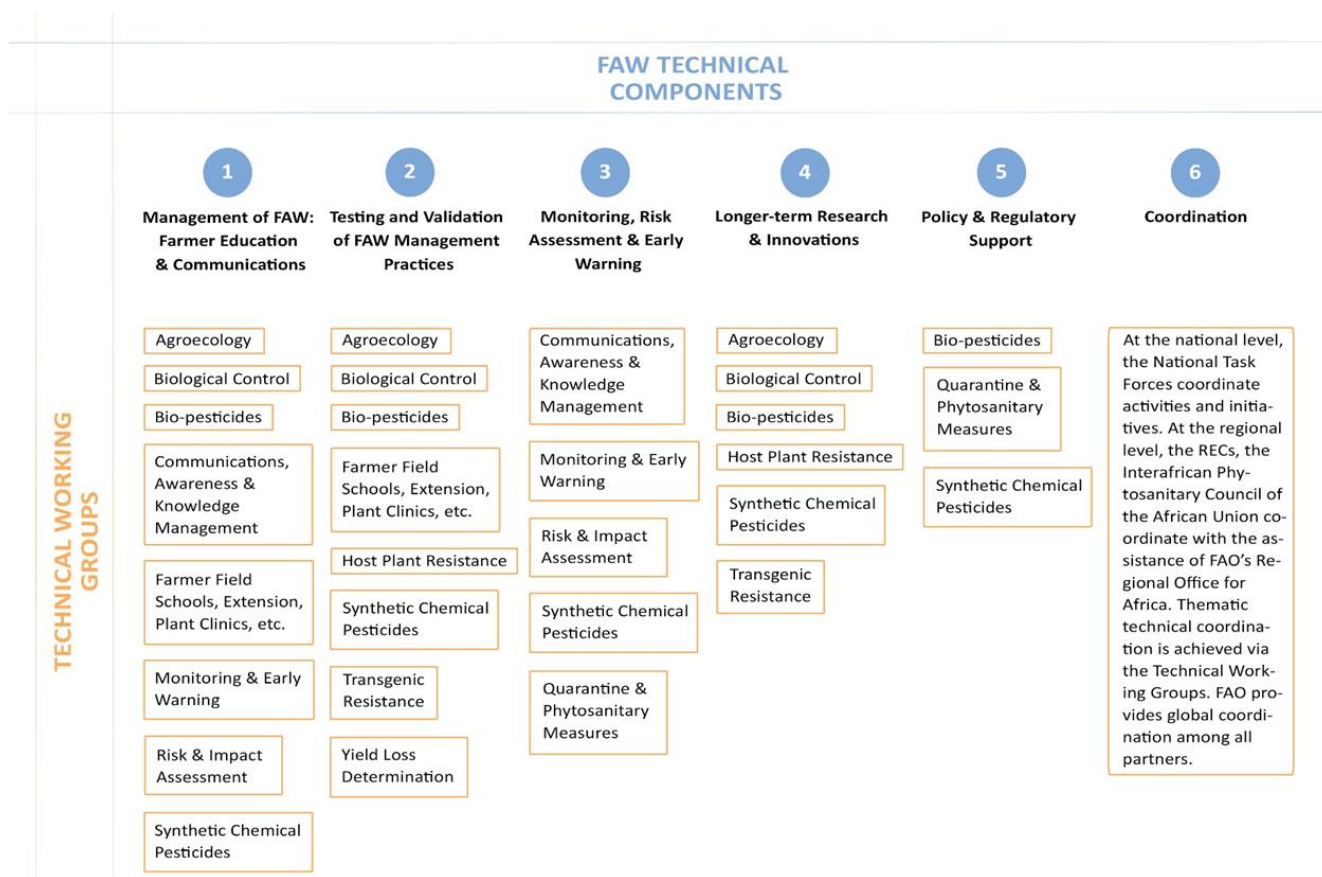 FAW TECHNICAL
COMPONENTS
TECHNICAL WORKING
GROUPS
1
Management of FAW:
Farmer Education
& Communications
Agroecology
Biological Control
Bio-pesticides
Communications,
Awareness &
Knowledge
Management
Farmer Field
Schools, Extension,
Plant Clinics, etc.
Monitoring & Early
Warning
Risk & Impact
Assessment
Synthetic Chemical
Pesticides
2
Testing and Validation
of FAW Management
Practices
Agroecology
Biological Control
Bio-pesticides
Farmer Field
Schools, Extension,
Plant Clinics, etc.
Host Plant Resistance
Synthetic Chemical
Pesticides
Transgenic
Resistance
Yield Loss
Determination
3
Monitoring, Risk
Assessment & Early
Warning
Communications,
Awareness &
Knowledge
Management
Monitoring & Early
Warning
Risk & Impact
Assessment
Synthetic Chemical
Pesticides
Quarantine &
Phytosanitary
Measures
4
Longer-term Research
& Innovations
Agroecology
Biological Control
Bio-pesticides
Host Plant Resistance
Synthetic Chemical
Pesticides
Transgenic
Resistance
5
Policy & Regulatory
Support
Bio-pesticides
Quarantine &
Phytosanitary
Measures
Synthetic Chemical
Pesticides
6
Coordination
At the national level,
the National Task
Forces coordinate
activities and initia-
tives. At the regional
level, the RECs, the
Interafrican Phy-
tosanitary Council of
the African Union co-
ordinate with the as-
sistance of FAO's Re-
gional Office for
Africa. Thematic
technical coordina-
tion is achieved via
the Technical Work-
ing Groups. FAO pro-
vides global coordi-
nation among all
partners.